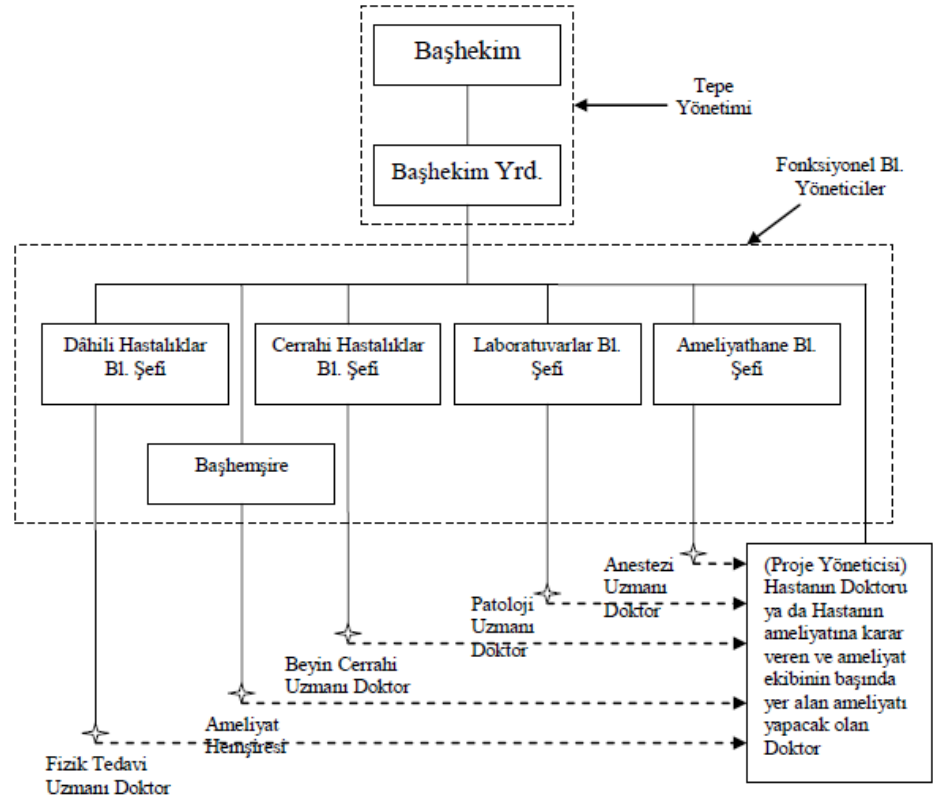 Başhekim
Tepe
Yönetimi
Başhekim Yrd.
Fonksiyonel Bl.
Yöneticiler
Dâhili Hastalıklar
Bl. Şefi
Cerrahi Hastalıklar
Bl. Şefi
Laboratuvarlar Bl.
Şefi
Ameliyathane Bl.
Şefi
Başhemşire
Anestezi
Uzmanı
Doktor
Patoloji
Uzmanı
Doktor
Beyin Cerrahi
Uzmanı Doktor
Ameliyat
Hemşiresi
Fizik Tedavi
Uzmanı Doktor
(Proje Yöneticisi)
Hastanın Doktoru
ya da Hastanın
ameliyatına karar
veren ve ameliyat
ekibinin başında
yer alan ameliyatı
yapacak olan
Doktor